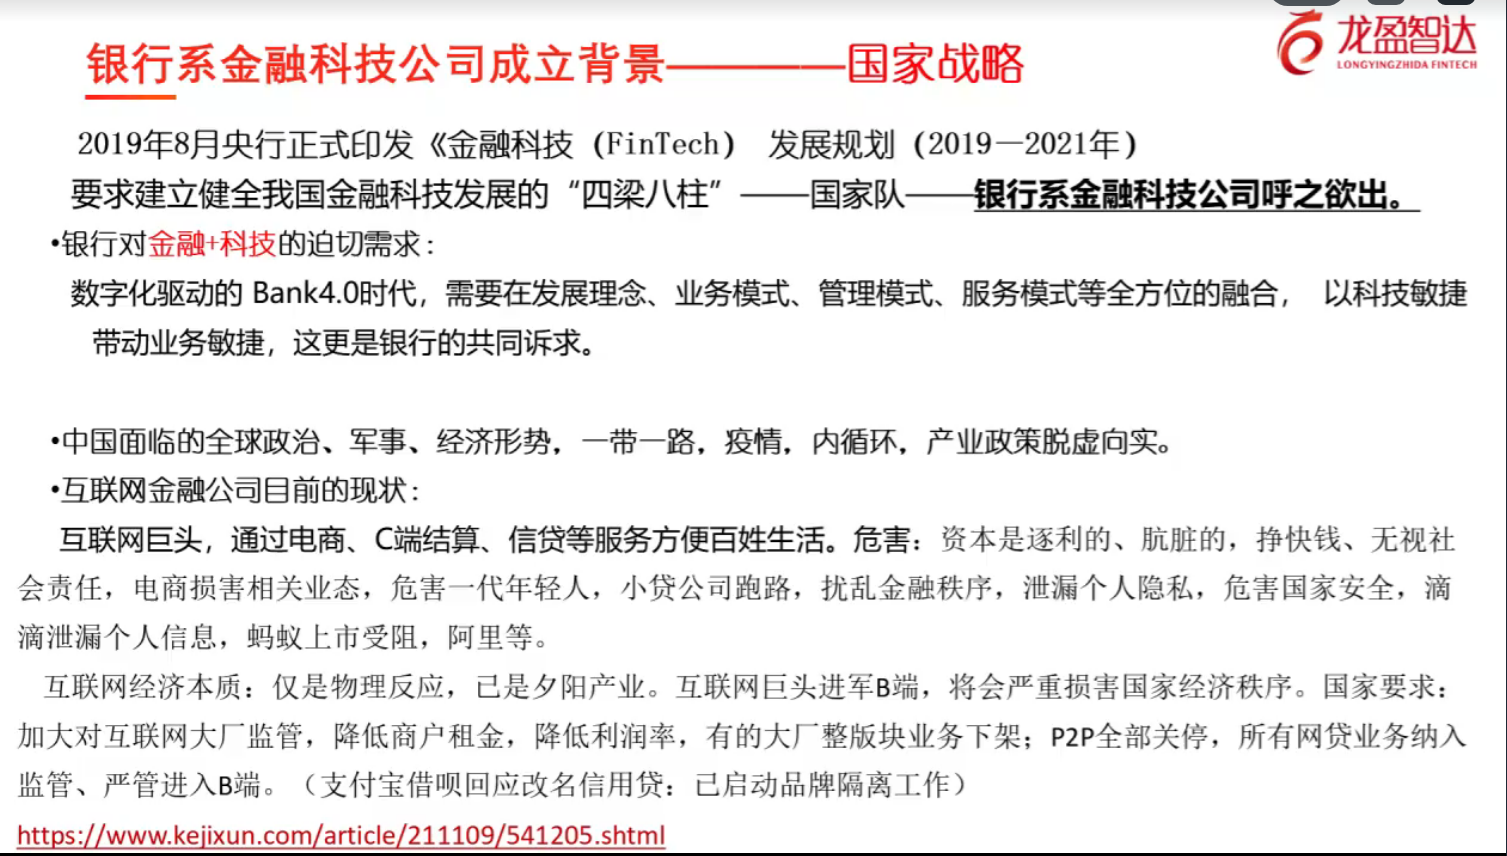 银行系金融科技公司成立背景————国家战略
龙盈智达
LONGYINGZHIDA FINTECH
2019年8月央行正式印发《金融科技（FinTech） 发展规划（2019—2021年）
要求建立健全我国金融科技发展的“四梁八柱”——国家队——银行系金融科技公司呼之欲出。
•银行对金融+科技的迫切需求：
数字化驱动的 Bank4.0时代，需要在发展理念、业务模式、管理模式、服务模式等全方位的融合， 以科技敏捷
带动业务敏捷，这更是银行的共同诉求。
•中国面临的全球政治、军事、经济形势，一带一路，疫情，内循环，产业政策脱虚向实。
•互联网金融公司目前的现状：
互联网巨头，通过电商、C端结算、信贷等服务方便百姓生活。危害：资本是逐利的、肮脏的，挣快钱、无视社
会责任，电商损害相关业态，危害一代年轻人，小贷公司跑路，扰乱金融秩序，泄漏个人隐私，危害国家安全，滴
滴泄漏个人信息，蚂蚁上市受阻，阿里等。
互联网经济本质：仅是物理反应，已是夕阳产业。互联网巨头进军B端，将会严重损害国家经济秩序。国家要求：
加大对互联网大厂监管，降低商户租金，降低利润率，有的大厂整版块业务下架；P2P全部关停，所有网贷业务纳入
监管、严管进入B端。（支付宝借呗回应改名信用贷：已启动品牌隔离工作）
https://www.kejixun.com/article/211109/541205.shtml